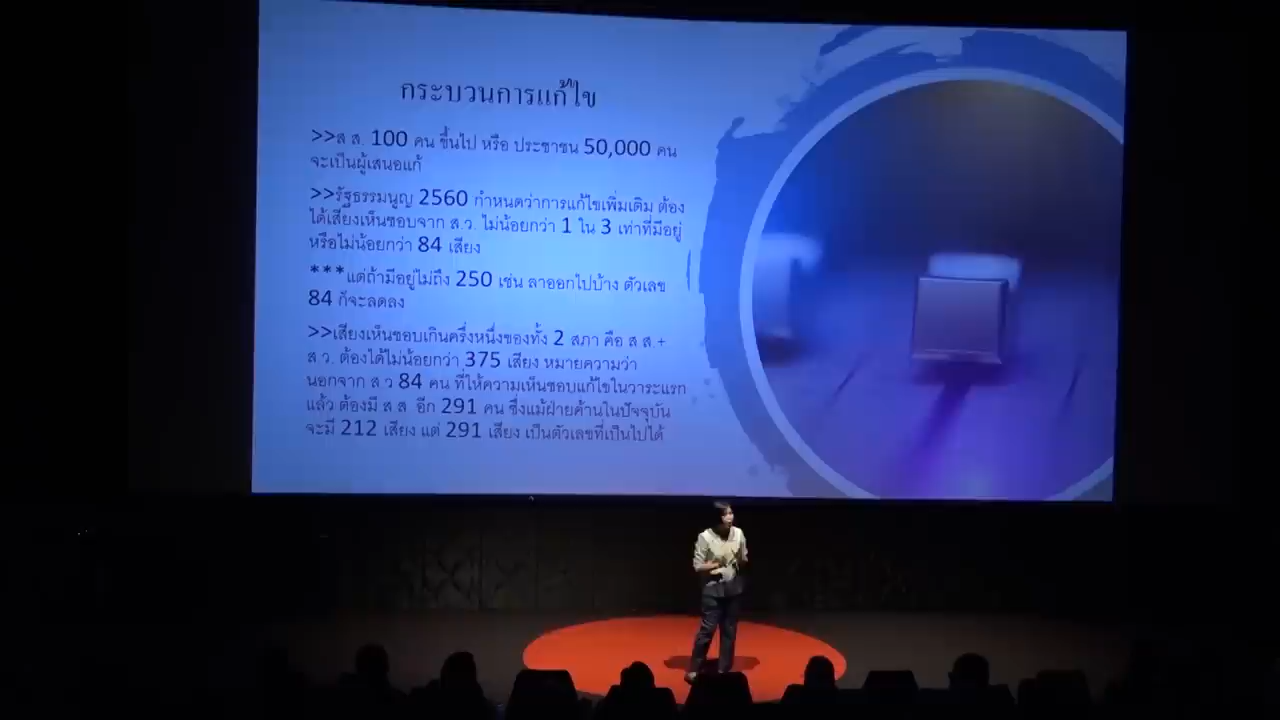 กระบวนการแก้ไข
>>ส.ส. 100 คน ขึ้นไป หรือ ประชาชน 50,000 คน
จะเป็นผู้เสนอแก้
>>รัฐธรรมนูญ 2560 กำหนดว่าการแก้ไขเพิ่มเติม ต้อง
ได้เสียงเห็นชอบจาก ส.ว. ไม่น้อยกว่า 1 ใน 3 เท่าที่มีอยู่
หรือไม่น้อยกว่า 84 เสียง
***แต่ถ้ามีอยู่ไม่ถึง 250 เช่น ลาออกไปบ้าง ตัวเลข
84 ก็จะลดลง
>>เสียงเห็นชอบเกินครึ่งหนึ่งของทั้ง 2 สภา คือ ส.ส.+
ส.ว. ต้องได้ไม่น้อยกว่า 375 เสียง หมายความว่า
นอกจาก ส.ว 84 คน ที่ให้ความเห็นชอบแก้ไขในวาระแรก
แล้ว ต้องมี ส.ส. อีก 291 คน ซึ่งแม้ฝ่ายค้านในปัจจุบัน
จะมี 212 เสียง แต่ 291 เสียง เป็นตัวเลขที่เป็นไปได้